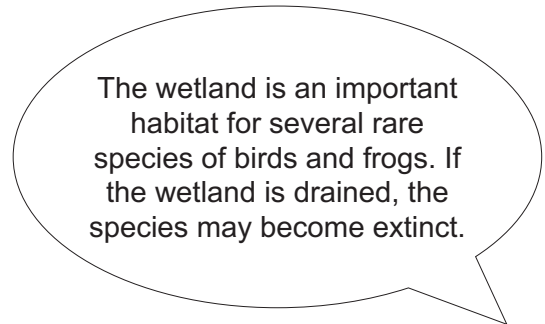 The wetland is an important
habitat for several rare
species of birds and frogs. If
the wetland is drained, the
species may become extinct.